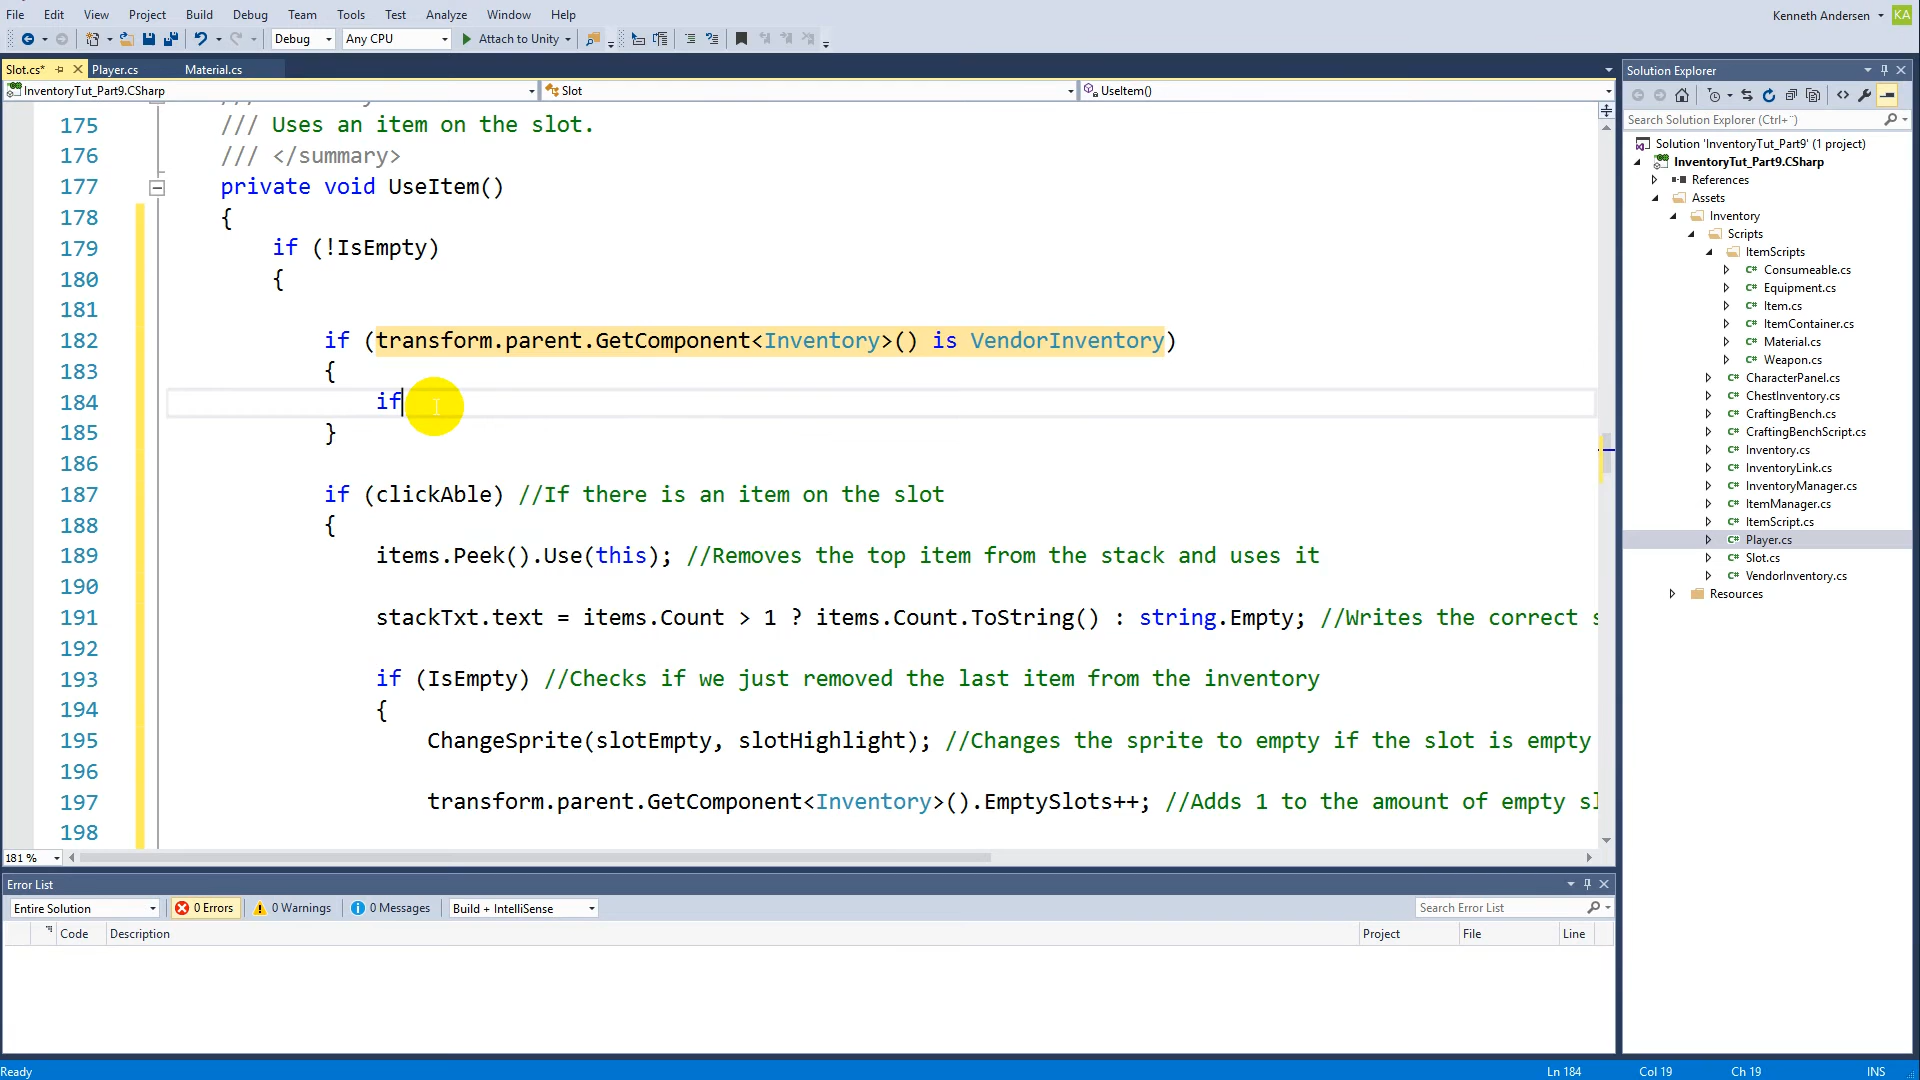 File Edit View Project Build Debug Team Tools Test Analyze Window Help
Kenneth Andersen KA
Debug Any CPU Attach to Unity
Slot.cs* Player.cs Material.cs
InventoryTut_Part9.CSharp Slot UseItem()
175 /// Uses an item on the slot.
176 /// </summary>
177 private void UseItem()
178 {
179 if (!IsEmpty)
180 {
181
182 if (transform.parent.GetComponent<Inventory>() is VendorInventory)
183 {
184 if
185 }
186
187 if (clickAble) //If there is an item on the slot
188 {
189 items.Peek().Use(this); //Removes the top item from the stack and uses it
190
191 stackTxt.text = items.Count > 1 ? items.Count.ToString() : string.Empty; //Writes the correct s
192
193 if (IsEmpty) //Checks if we just removed the last item from the inventory
194 {
195 ChangeSprite(slotEmpty, slotHighlight); //Changes the sprite to empty if the slot is empty
196
197 transform.parent.GetComponent<Inventory>().EmptySlots++; //Adds 1 to the amount of empty sl
198
181 %
Error List
Entire Solution 0 Errors 0 Warnings 0 Messages Build + IntelliSense Search Error List
Code Description Project File Line
Solution Explorer
Search Solution Explorer (Ctrl+¨)
Solution 'InventoryTut_Part9' (1 project)
InventoryTut_Part9.CSharp
References
Assets
Inventory
Scripts
ItemScripts
C# Consumeable.cs
C# Equipment.cs
C# Item.cs
C# ItemContainer.cs
C# Material.cs
C# Weapon.cs
C# CharacterPanel.cs
C# ChestInventory.cs
C# CraftingBench.cs
C# CraftingBenchScript.cs
C# Inventory.cs
C# InventoryLink.cs
C# InventoryManager.cs
C# ItemManager.cs
C# ItemScript.cs
C# Player.cs
C# Slot.cs
C# VendorInventory.cs
Resources
Ready Ln 184 Col 19 Ch 19 INS